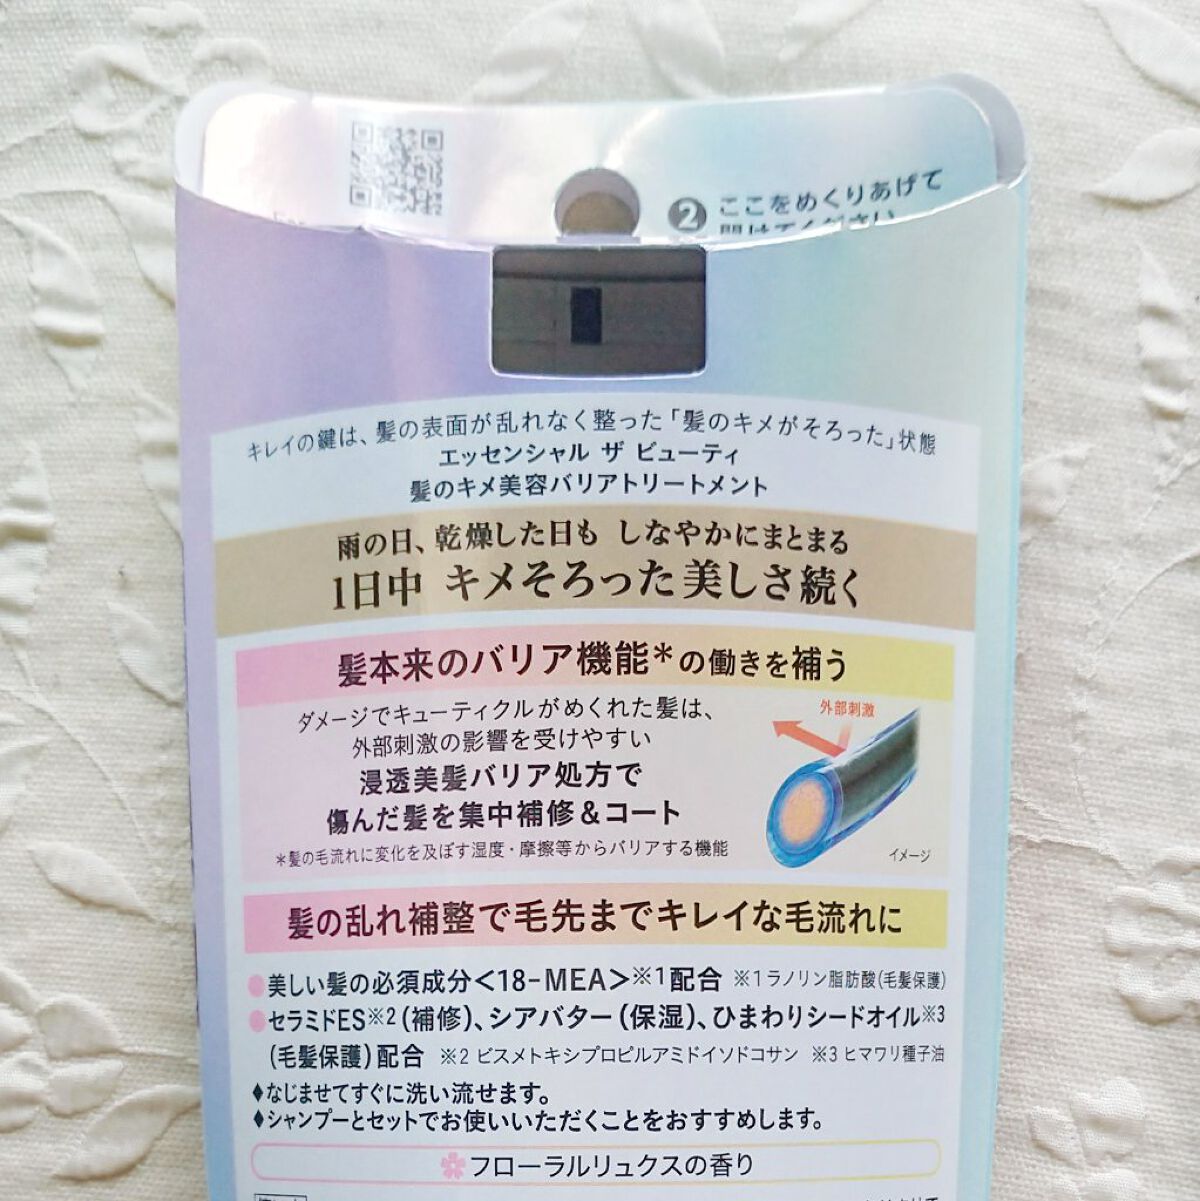 ❷ ここをめくりあげて
開けてください
キレイの鍵は、髪の表面が乱れなく整った「髪のキメがそろった」状態
エッセンシャル ザ ビューティ
髪のキメ美容バリアトリートメント
雨の日、乾燥した日も しなやかにまとまる
1日中 キメそろった美しさ続く
髪本来のバリア機能*の働きを補う
ダメージでキューティクルがめくれた髪は、
外部刺激の影響を受けやすい
浸透美髪バリア処方で
傷んだ髪を集中補修&コート
*髪の毛流れに変化を及ぼす湿度・摩擦等からバリアする機能
外部刺激
イメージ
髪の乱れ補整で毛先までキレイな毛流れに
美しい髪の必須成分<18-MEA>※1配合 ※1ラノリン脂肪酸(毛髪保護)
セラミドES※2(補修)、シアバター(保湿)、ひまわりシードオイル※3
(毛髪保護)配合 ※2 ビスメトキシプロピルアミドイソドコサン ※3 ヒマワリ種子油
♦なじませてすぐに洗い流せます。
♦シャンプーとセットでお使いいただくことをおすすめします。
フローラルリュクスの香り